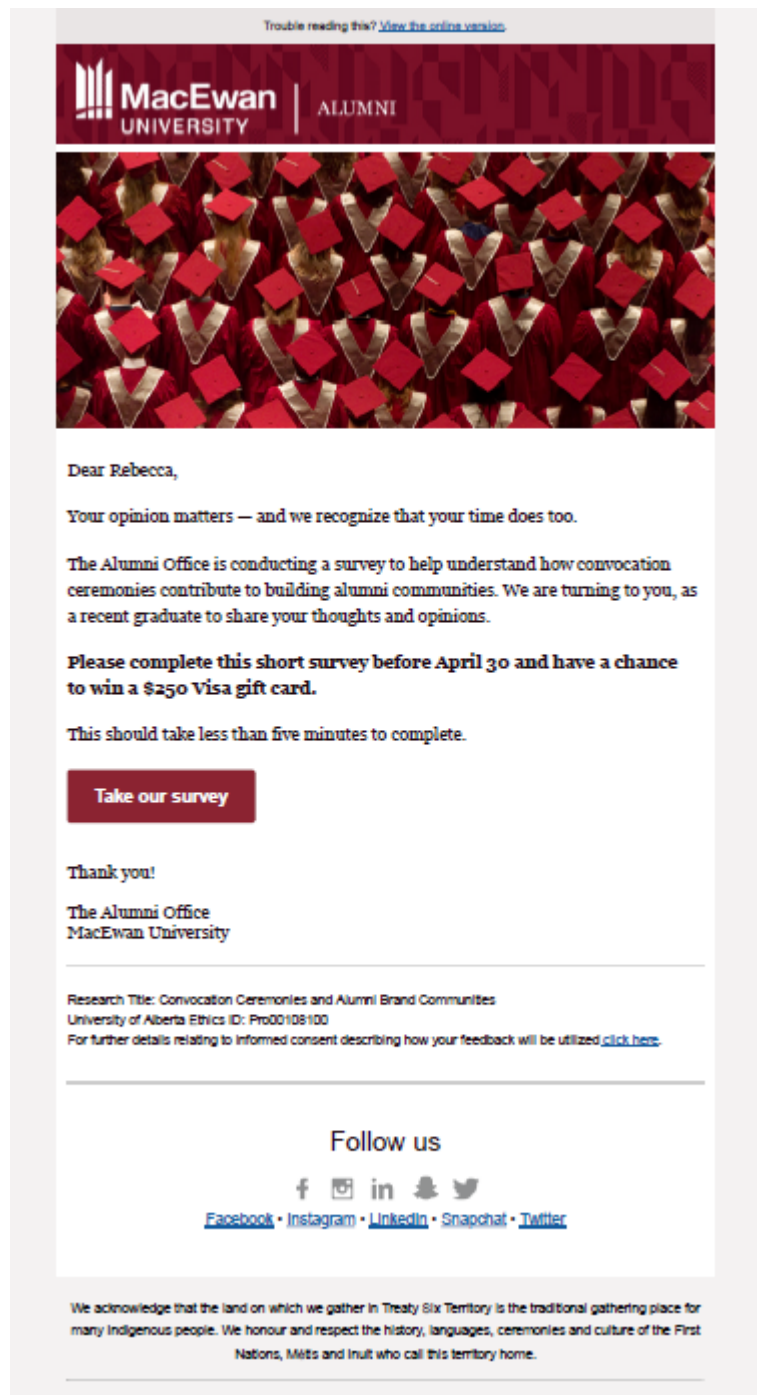 Trouble reading this? View the online version.
MacEwan
UNIVERSITY
ALUMNI
Dear Rebecca,
Your opinion matters — and we recognize that your time does too.
The Alumni Office is conducting a survey to help understand how convocation
ceremonies contribute to building alumni communities. We are turning to you, as
a recent graduate to share your thoughts and opinions.
Please complete this short survey before April 30 and have a chance
to win a $250 Visa gift card.
This should take less than five minutes to complete.
Take our survey
Thank you!
The Alumni Office
MacEwan University
Research Title: Convocation Ceremonies and Alumni Brand Communities
University of Alberta Ethics ID: Pro00108100
For further details relating to informed consent describing how your feedback will be utilized click here.
Follow us
Facebook • Instagram • LinkedIn • Snapchat • Twitter
We acknowledge that the land on which we gather in Treaty Six Territory is the traditional gathering place for
many Indigenous people. We honour and respect the history, languages, ceremonies and culture of the First
Nations, Métis and Inuit who call this territory home.